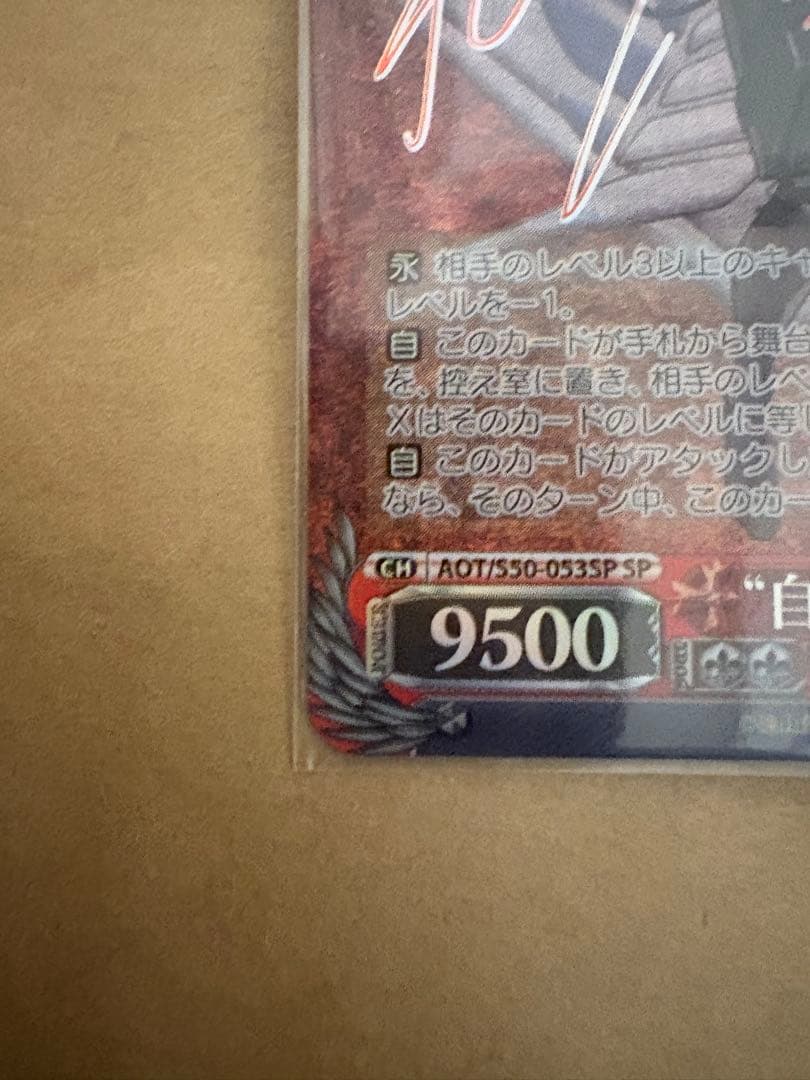 永 相手のレベル3以上のキャ
レベルを−1。
自 このカードが手札から舞台
を、控え室に置き、相手のレベ
Xはそのカードのレベルに等し
自 このカードがアタックし
なら、そのターン中、このカー
CH AOT/S50-053SP SP
POWER 9500
“自
SOUL